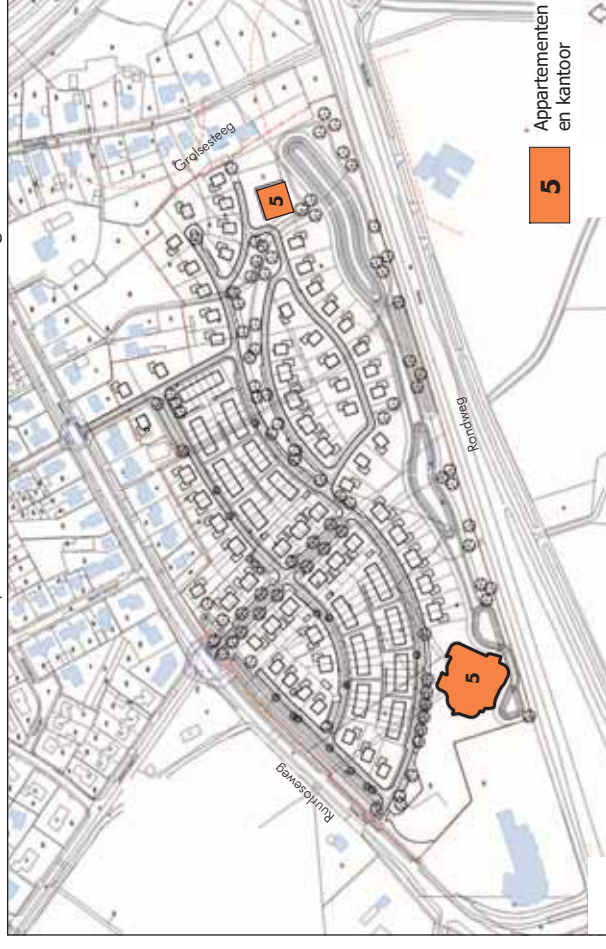 Grolsesteeg
5
Rondweg
5
Ruurloseweg
5
Appartementen
en kantoor